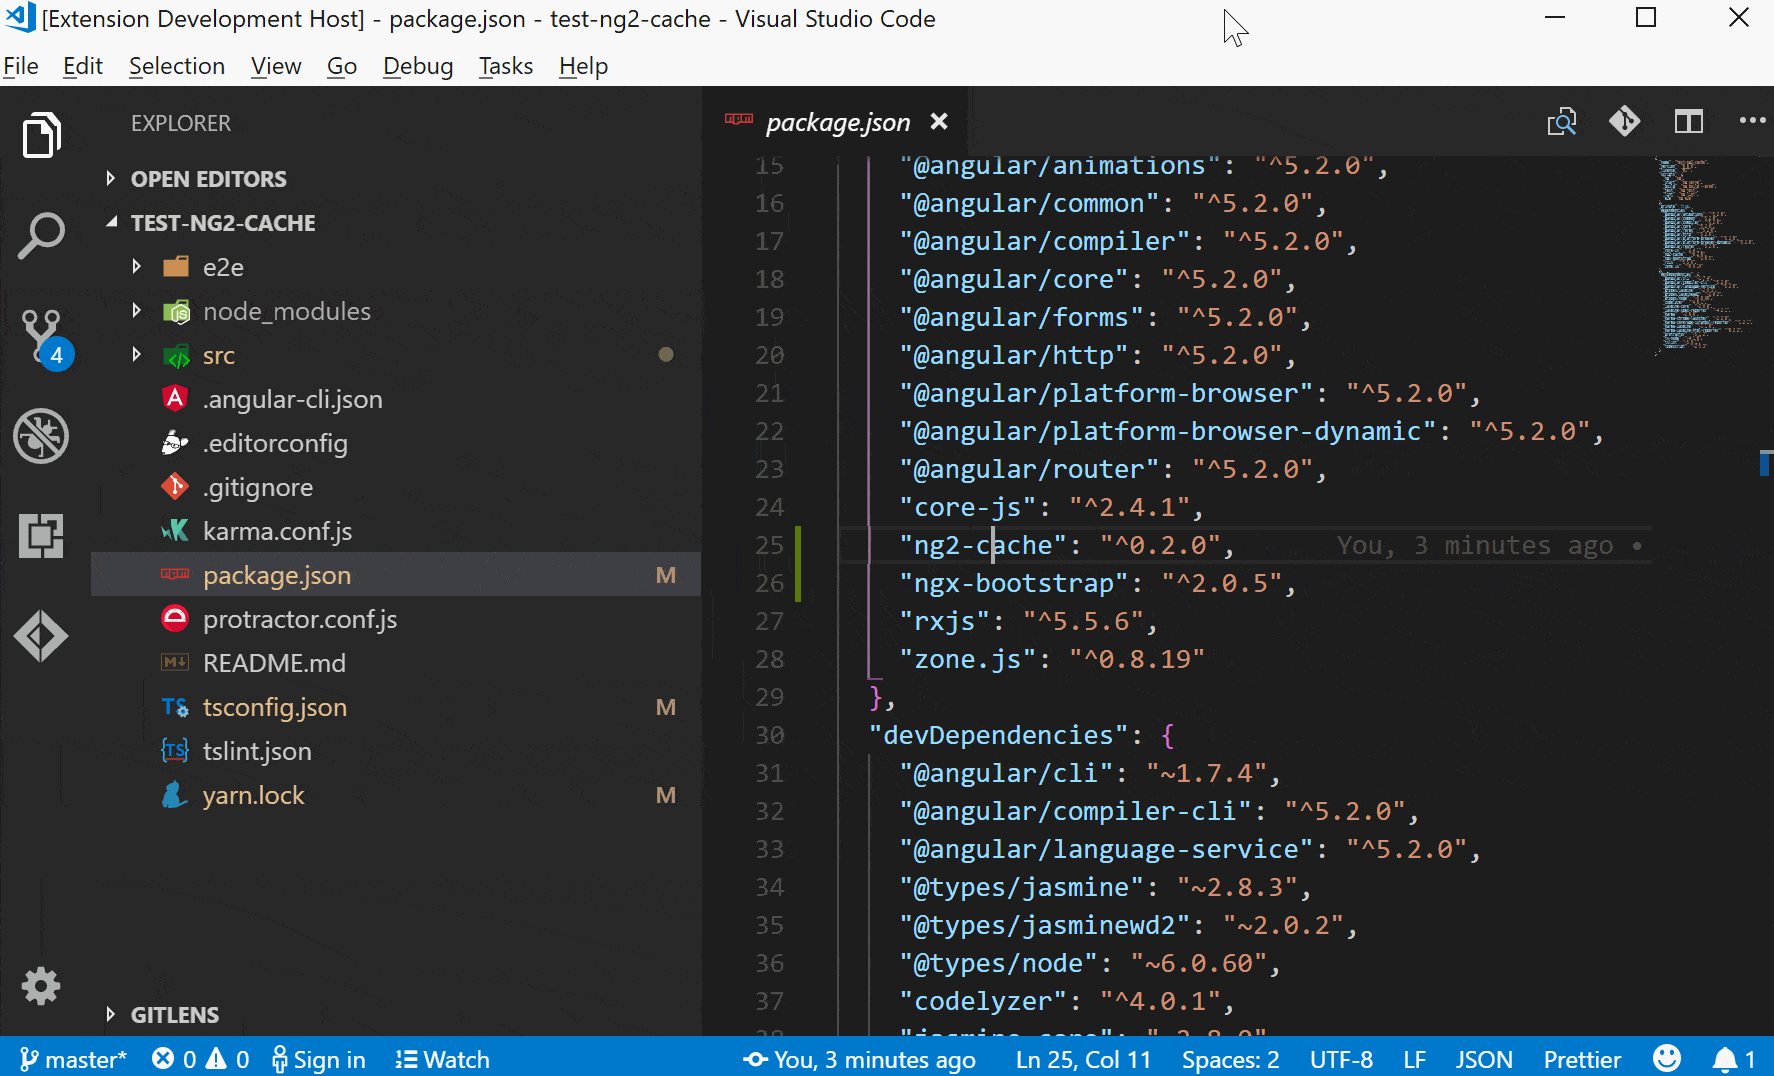 [Extension Development Host] - package.json - test-ng2-cache - Visual Studio Code
File Edit Selection View Go Debug Tasks Help
EXPLORER
OPEN EDITORS
TEST-NG2-CACHE
e2e
node_modules
src
.angular-cli.json
.editorconfig
.gitignore
karma.conf.js
package.json M
protractor.conf.js
README.md
tsconfig.json M
tslint.json
yarn.lock M
GITLENS
4
package.json
15 "@angular/animations": "^5.2.0",
16 "@angular/common": "^5.2.0",
17 "@angular/compiler": "^5.2.0",
18 "@angular/core": "^5.2.0",
19 "@angular/forms": "^5.2.0",
20 "@angular/http": "^5.2.0",
21 "@angular/platform-browser": "^5.2.0",
22 "@angular/platform-browser-dynamic": "^5.2.0",
23 "@angular/router": "^5.2.0",
24 "core-js": "^2.4.1",
25 "ng2-cache": "^0.2.0", You, 3 minutes ago •
26 "ngx-bootstrap": "^2.0.5",
27 "rxjs": "^5.5.6",
28 "zone.js": "^0.8.19"
29 },
30 "devDependencies": {
31 "@angular/cli": "~1.7.4",
32 "@angular/compiler-cli": "^5.2.0",
33 "@angular/language-service": "^5.2.0",
34 "@types/jasmine": "~2.8.3",
35 "@types/jasminewd2": "~2.0.2",
36 "@types/node": "~6.0.60",
37 "codelyzer": "^4.0.1",
master* 0 0 Sign in Watch You, 3 minutes ago Ln 25, Col 11 Spaces: 2 UTF-8 LF JSON Prettier 1